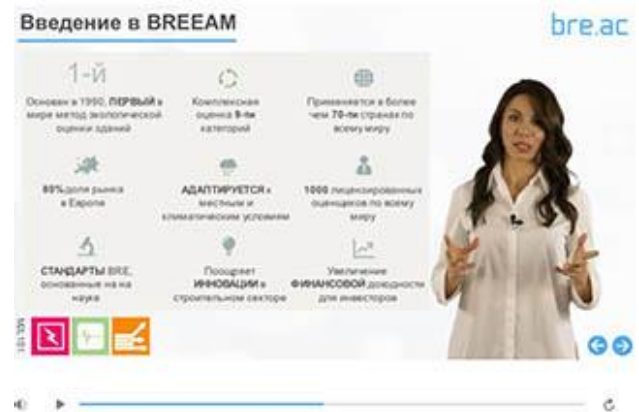 Введение в BREEAM
bre.ac
1-й
Основан в 1990, ПЕРВЫЙ в
мире метод экологической
оценки зданий
Комплексная
оценка 9-ти
категорий
Применяется в более
чем 70-ти странах по
всему миру
80% доля рынка
в Европе
АДАПТИРУЕТСЯ к
местным и
климатическим условиям
1000 лицензированных
оценщиков по всему
миру
СТАНДАРТЫ BRE,
основанные на на
науке
Поощряет
ИННОВАЦИИ в
строительном секторе
Увеличение
ФИНАНСОВОЙ доходности
для инвесторов